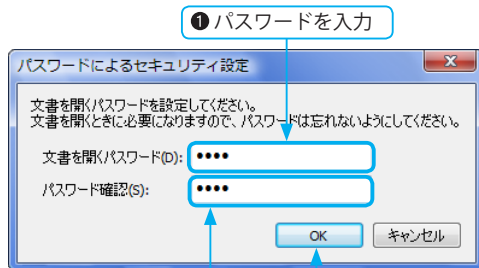 ❶パスワードを入力
パスワードによるセキュリティ設定
文書を開くパスワードを設定してください。
文書を開くときに必要になりますので、パスワードは忘れないようにしてください。
文書を開くパスワード(D): ••••
パスワード確認(S): ••••
OK キャンセル